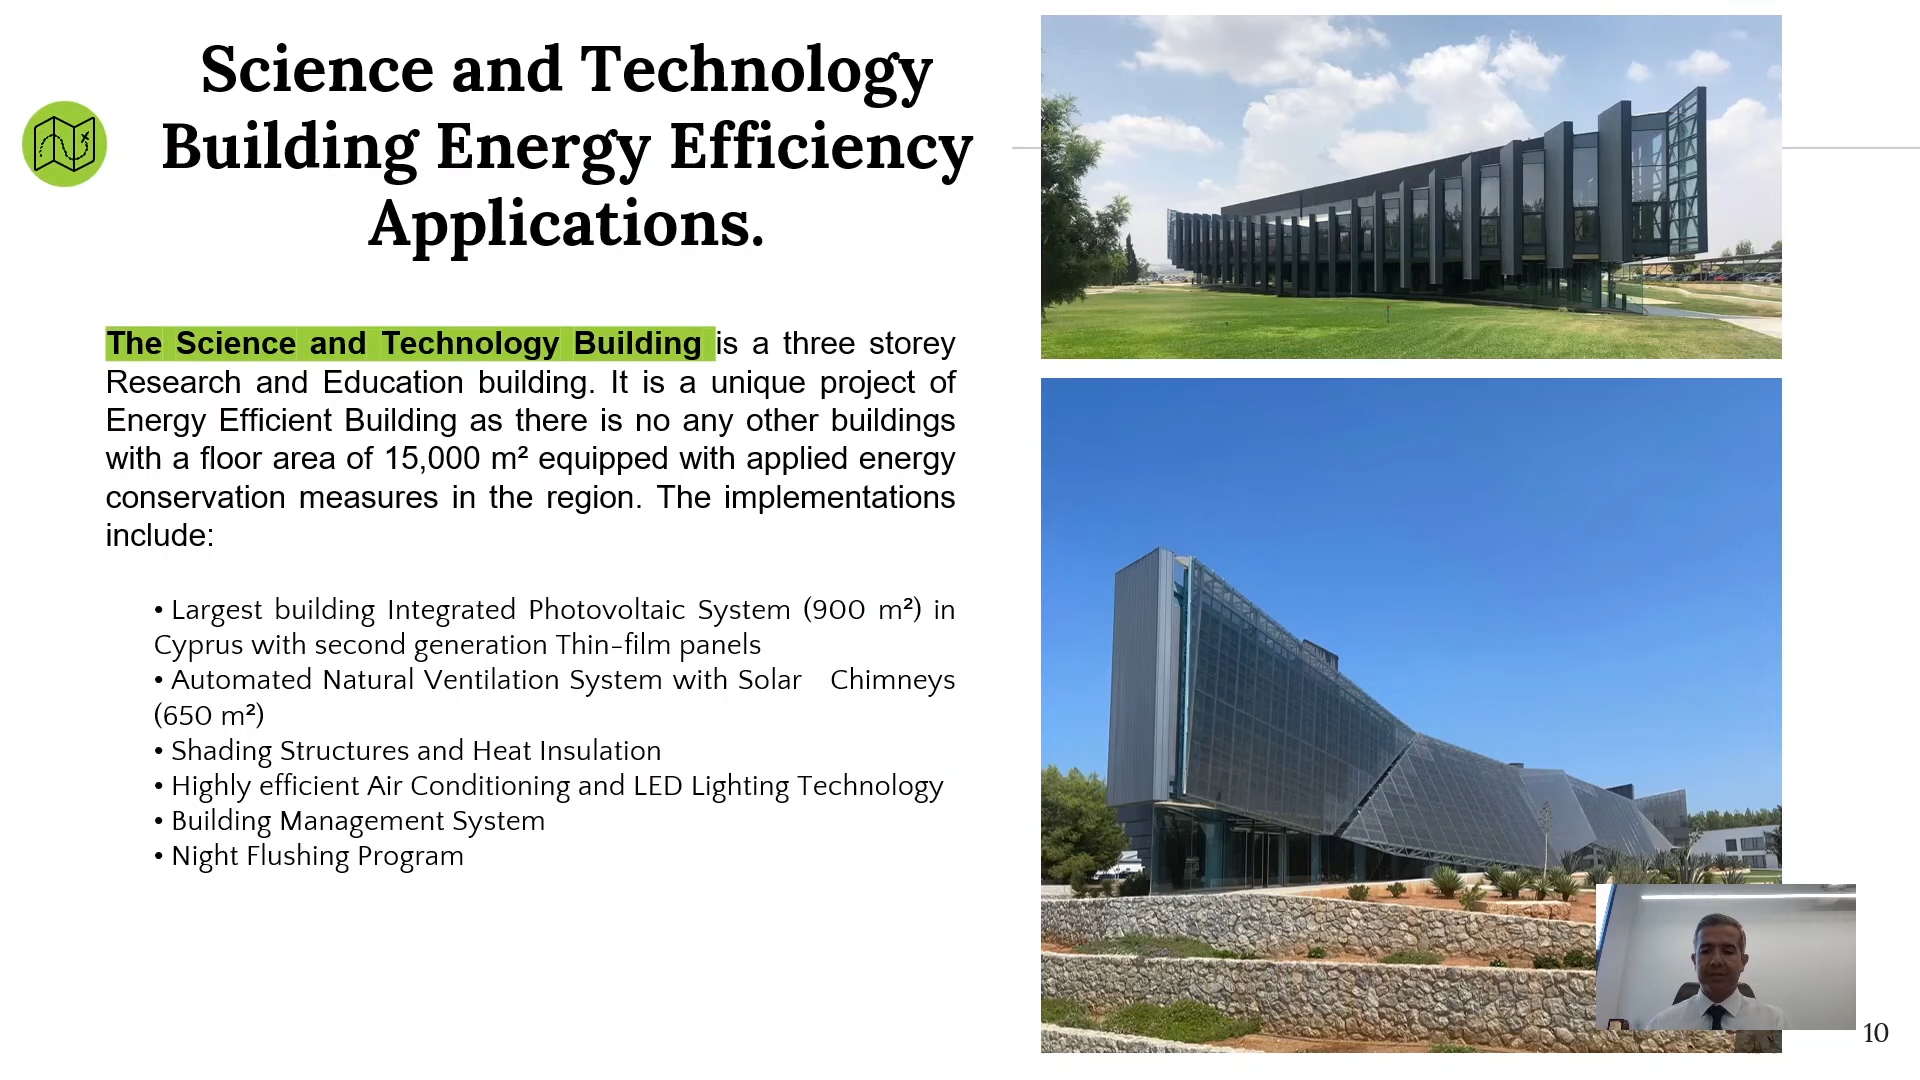 Science and Technology
Building Energy Efficiency
Applications.
The Science and Technology Building is a three storey
Research and Education building. It is a unique project of
Energy Efficient Building as there is no any other buildings
with a floor area of 15,000 m² equipped with applied energy
conservation measures in the region. The implementations
include:
• Largest building Integrated Photovoltaic System (900 m²) in
Cyprus with second generation Thin-film panels
• Automated Natural Ventilation System with Solar Chimneys
(650 m²)
• Shading Structures and Heat Insulation
• Highly efficient Air Conditioning and LED Lighting Technology
• Building Management System
• Night Flushing Program
10